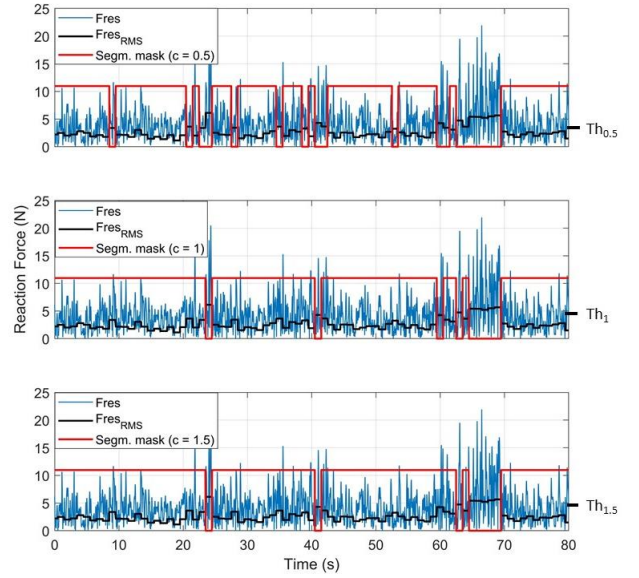 25
20
15
10
5
0
Fres
Fres_RMS
Segm. mask (c = 0.5)
Th_0.5
25
20
15
10
5
0
Reaction Force (N)
Fres
Fres_RMS
Segm. mask (c = 1)
Th_1
25
20
15
10
5
0
Fres
Fres_RMS
Segm. mask (c = 1.5)
Th_1.5
0 10 20 30 40 50 60 70 80
Time (s)